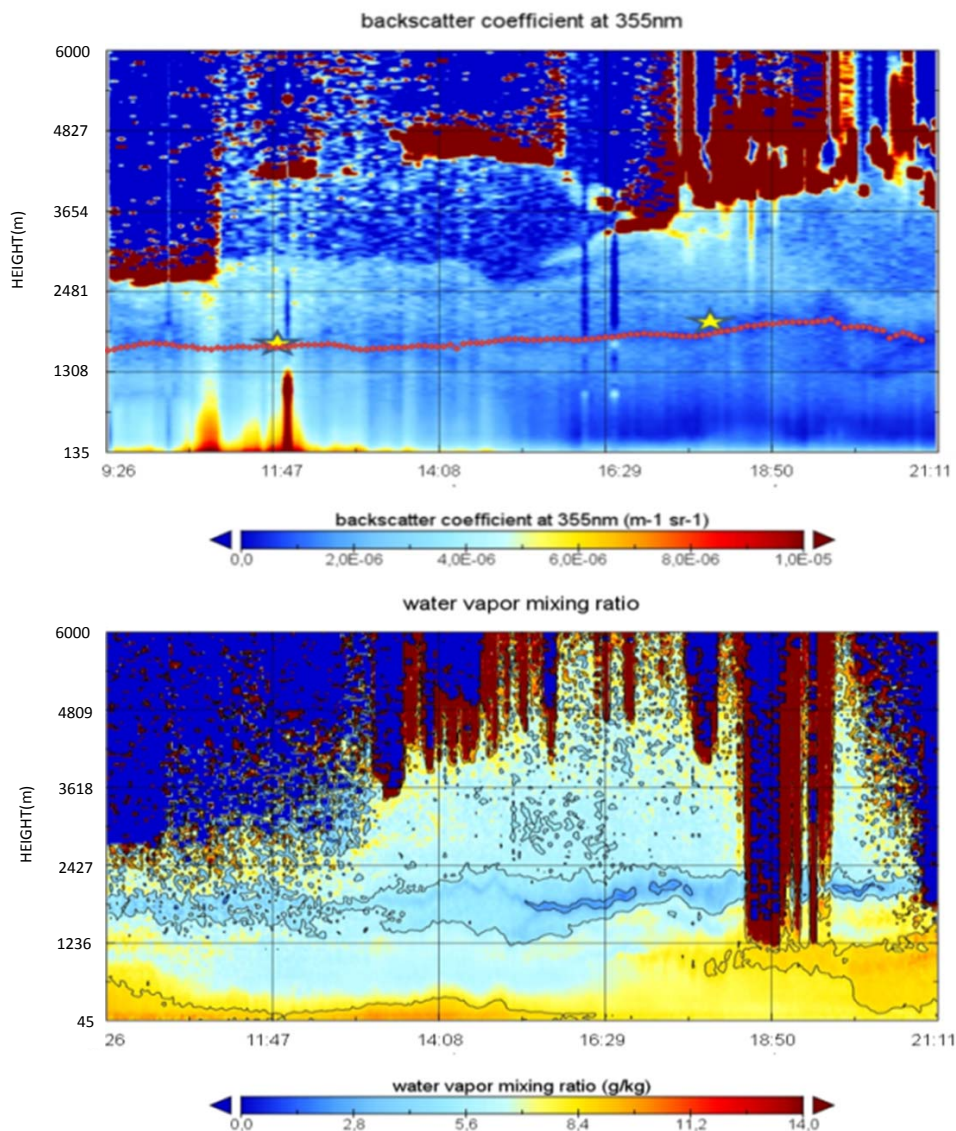 backscatter coefficient at 355nm
6000
4827
3654
2481
1308
135
HEIGHT(m)
9:26 11:47 14:08 16:29 18:50 21:11
backscatter coefficient at 355nm (m-1 sr-1)
0,0 2,0E-06 4,0E-06 6,0E-06 8,0E-06 1,0E-05
water vapor mixing ratio
6000
4809
3618
2427
1236
45
HEIGHT(m)
26 11:47 14:08 16:29 18:50 21:11
water vapor mixing ratio (g/kg)
0,0 2,8 5,6 8,4 11,2 14,0